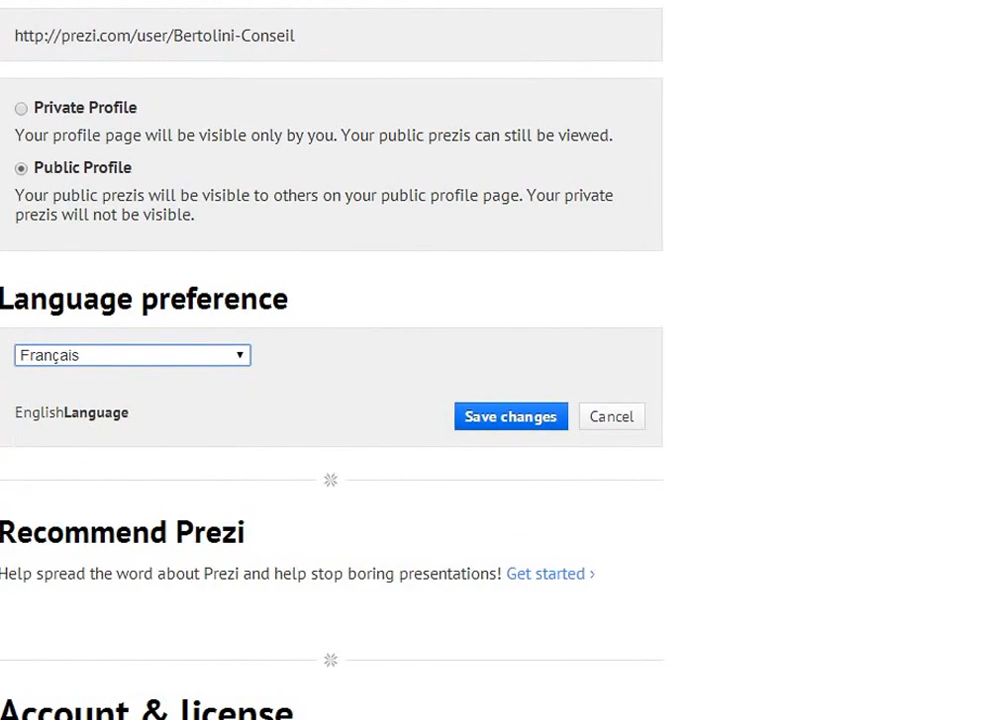 http://prezi.com/user/Bertolini-Conseil
Private Profile
Your profile page will be visible only by you. Your public prezis can still be viewed.
Public Profile
Your public prezis will be visible to others on your public profile page. Your private
prezis will not be visible.
Language preference
Français
EnglishLanguage
Save changes
Cancel
Recommend Prezi
Help spread the word about Prezi and help stop boring presentations! Get started ›
Account & license